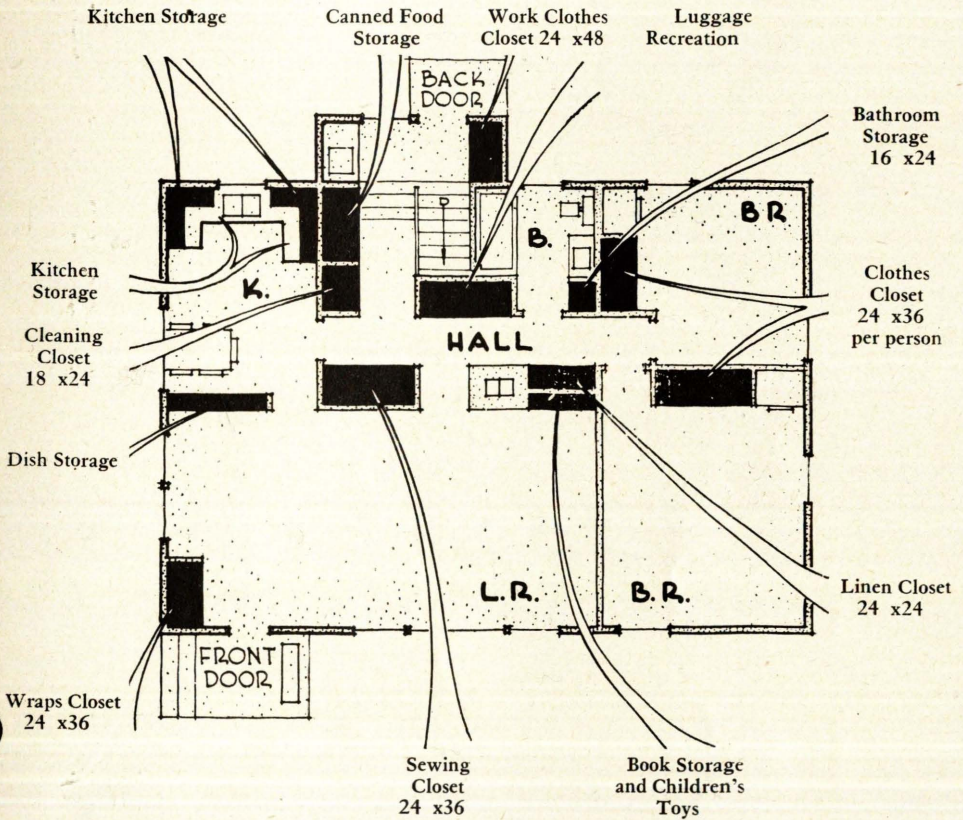 Kitchen Storage
Canned Food
Storage
Work Clothes
Closet 24 x48
Luggage
Recreation
BACK
DOOR
Bathroom
Storage
16 x24
D
B.
BR
Kitchen
Storage
K.
Clothes
Closet
24 x36
per person
Cleaning
Closet
18 x24
HALL
Dish Storage
L.R.
B.R.
Linen Closet
24 x24
FRONT
DOOR
Wraps Closet
24 x36
Sewing
Closet
24 x36
Book Storage
and Children's
Toys